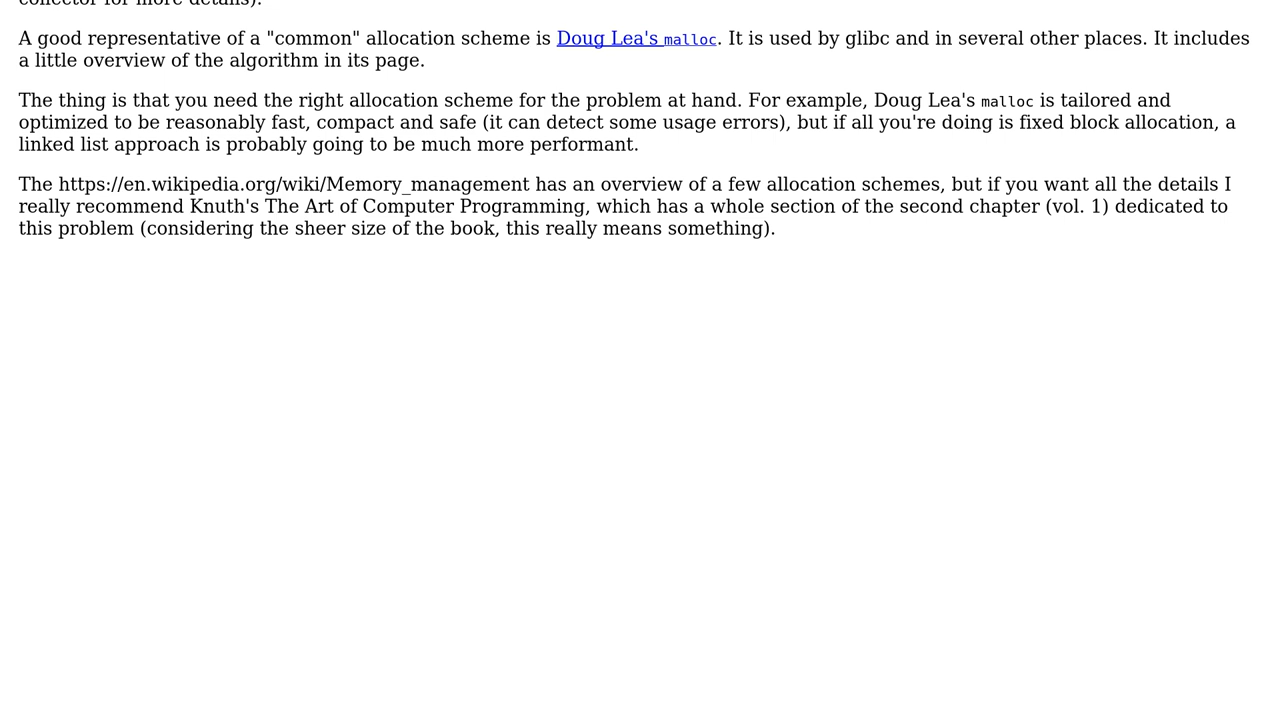 collector for more details).
A good representative of a "common" allocation scheme is Doug Lea's malloc. It is used by glibc and in several other places. It includes
a little overview of the algorithm in its page.
The thing is that you need the right allocation scheme for the problem at hand. For example, Doug Lea's malloc is tailored and
optimized to be reasonably fast, compact and safe (it can detect some usage errors), but if all you're doing is fixed block allocation, a
linked list approach is probably going to be much more performant.
The https://en.wikipedia.org/wiki/Memory_management has an overview of a few allocation schemes, but if you want all the details I
really recommend Knuth's The Art of Computer Programming, which has a whole section of the second chapter (vol. 1) dedicated to
this problem (considering the sheer size of the book, this really means something).